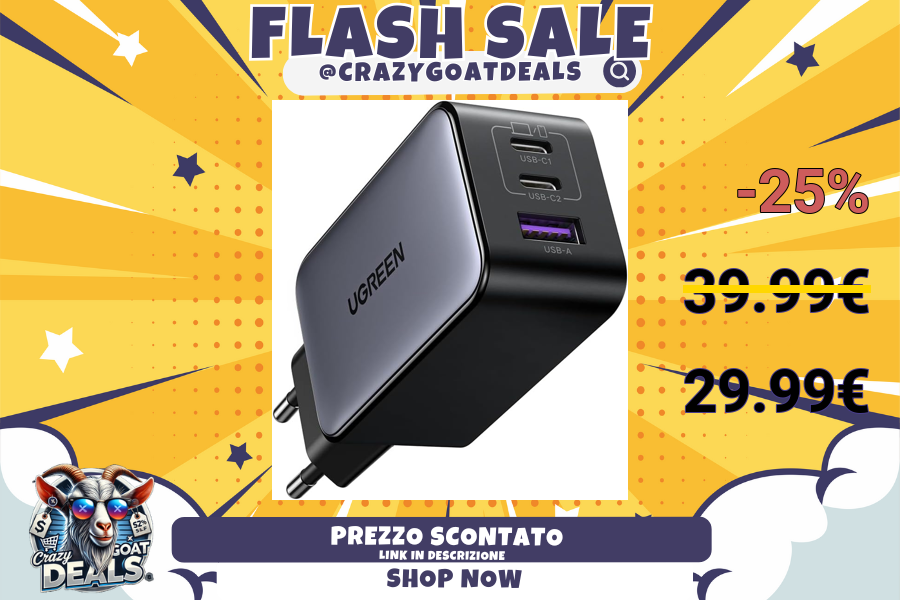 FLASH SALE
@CRAZYGOATDEALS
USB-C1
USB-C2
USB-A
UGREEN
-25%
39.99€
29.99€
$
52%
Crazy
GOAT
DEALS
PREZZO SCONTATO
LINK IN DESCRIZIONE
SHOP NOW